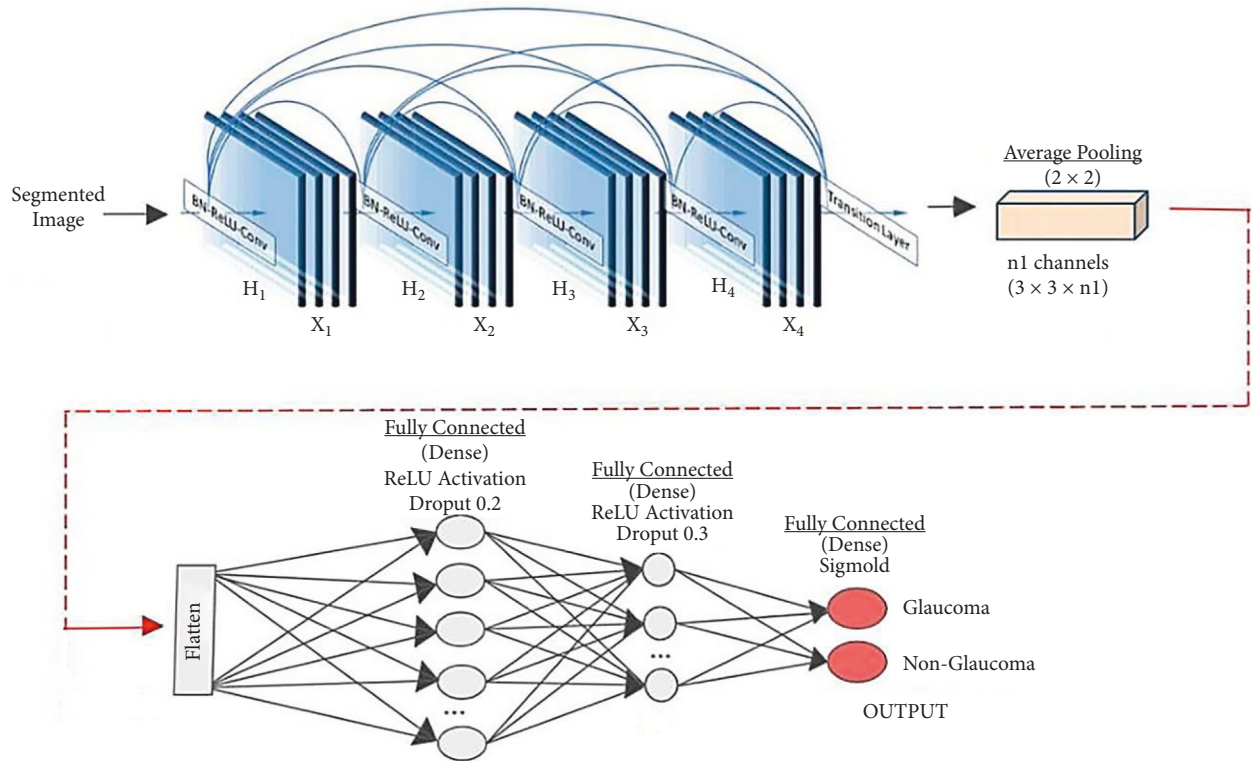 Segmented
Image
BN-ReLU-Conv
BN-ReLU-Conv
BN-ReLU-Conv
BN-ReLU-Conv
Transition Layer
H₁
H₂
H₃
H₄
X₁
X₂
X₃
X₄
Average Pooling
(2 × 2)
n1 channels
(3 × 3 × n1)
Flatten
Fully Connected
(Dense)
ReLU Activation
Droput 0.2
...
Fully Connected
(Dense)
ReLU Activation
Droput 0.3
...
Fully Connected
(Dense)
Sigmold
Glaucoma
Non-Glaucoma
OUTPUT